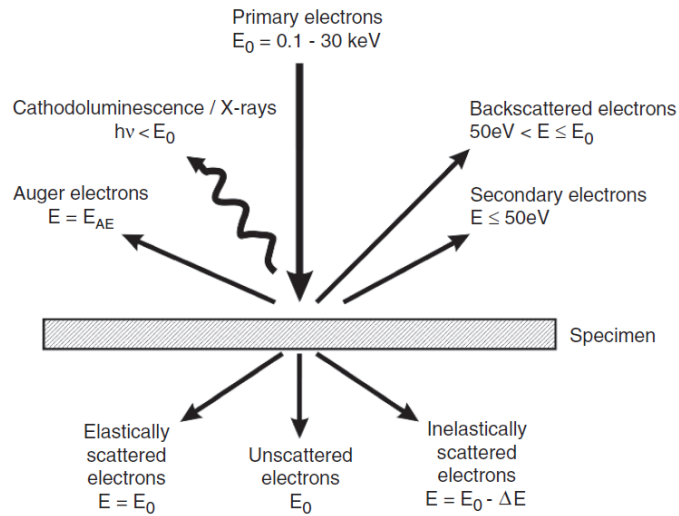 Primary electrons
E₀ = 0.1 - 30 keV
Cathodoluminescence / X-rays
hν < E₀
Backscattered electrons
50eV < E ≤ E₀
Auger electrons
E = E_AE
Secondary electrons
E ≤ 50eV
Specimen
Elastically
scattered
electrons
E = E₀
Unscattered
electrons
E₀
Inelastically
scattered
electrons
E = E₀ - ΔE